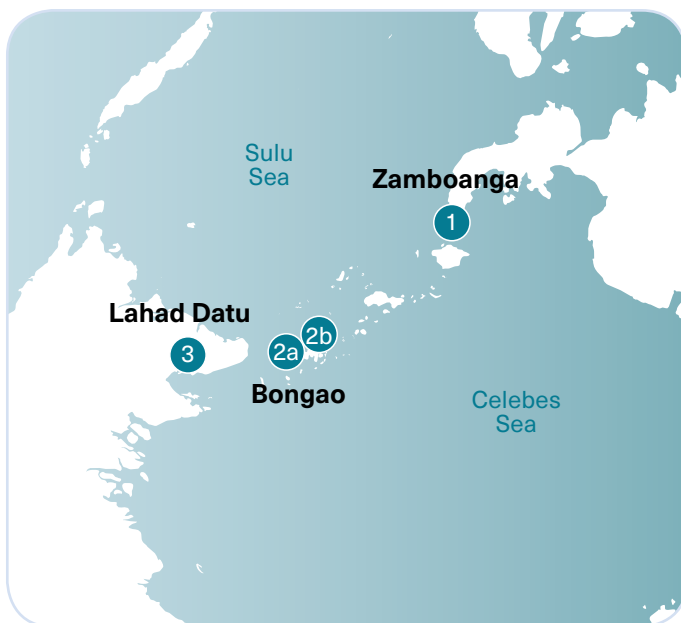 Sulu
Sea
Zamboanga
1
Lahad Datu
2b
2a
3
Bongao
Celebes
Sea